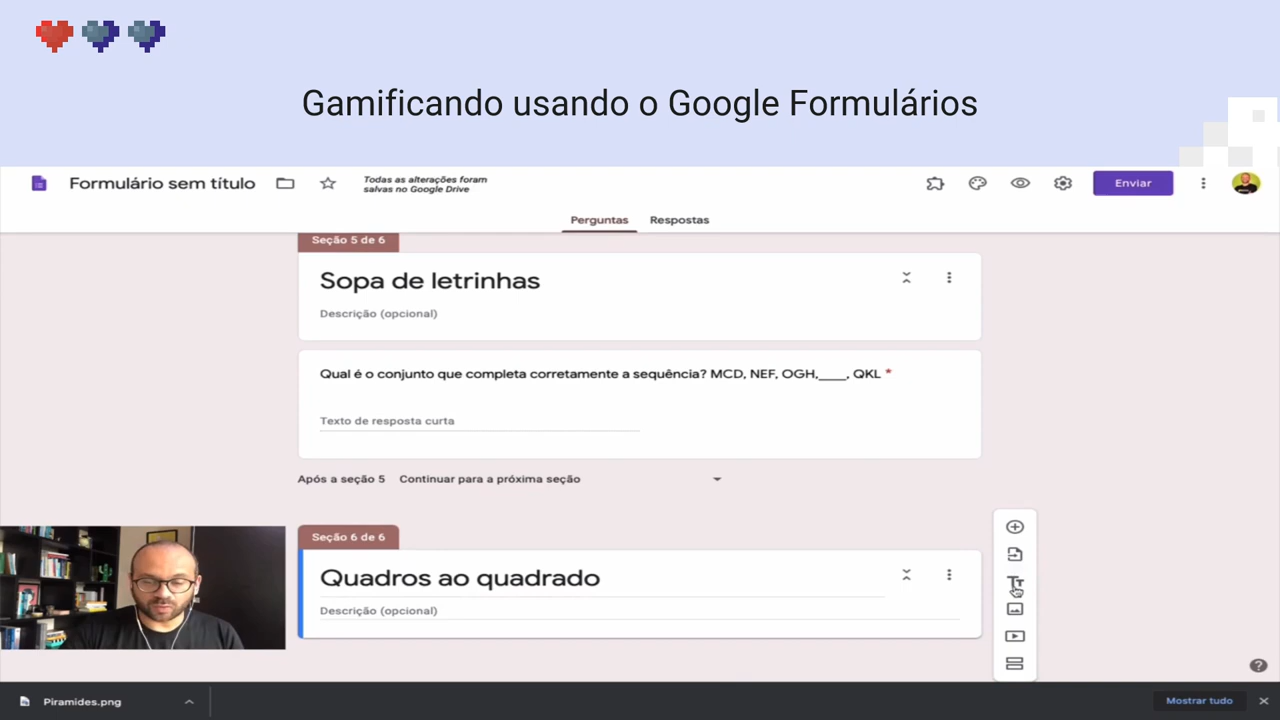 Gamificando usando o Google Formulários
Formulário sem título
Todas as alterações foram
salvas no Google Drive
Enviar
Perguntas
Respostas
Seção 5 de 6
Sopa de letrinhas
Descrição (opcional)
Qual é o conjunto que completa corretamente a sequência? MCD, NEF, OGH,____, QKL *
Texto de resposta curta
Após a seção 5 Continuar para a próxima seção
Seção 6 de 6
Quadros ao quadrado
Descrição (opcional)
Piramides.png
Mostrar tudo